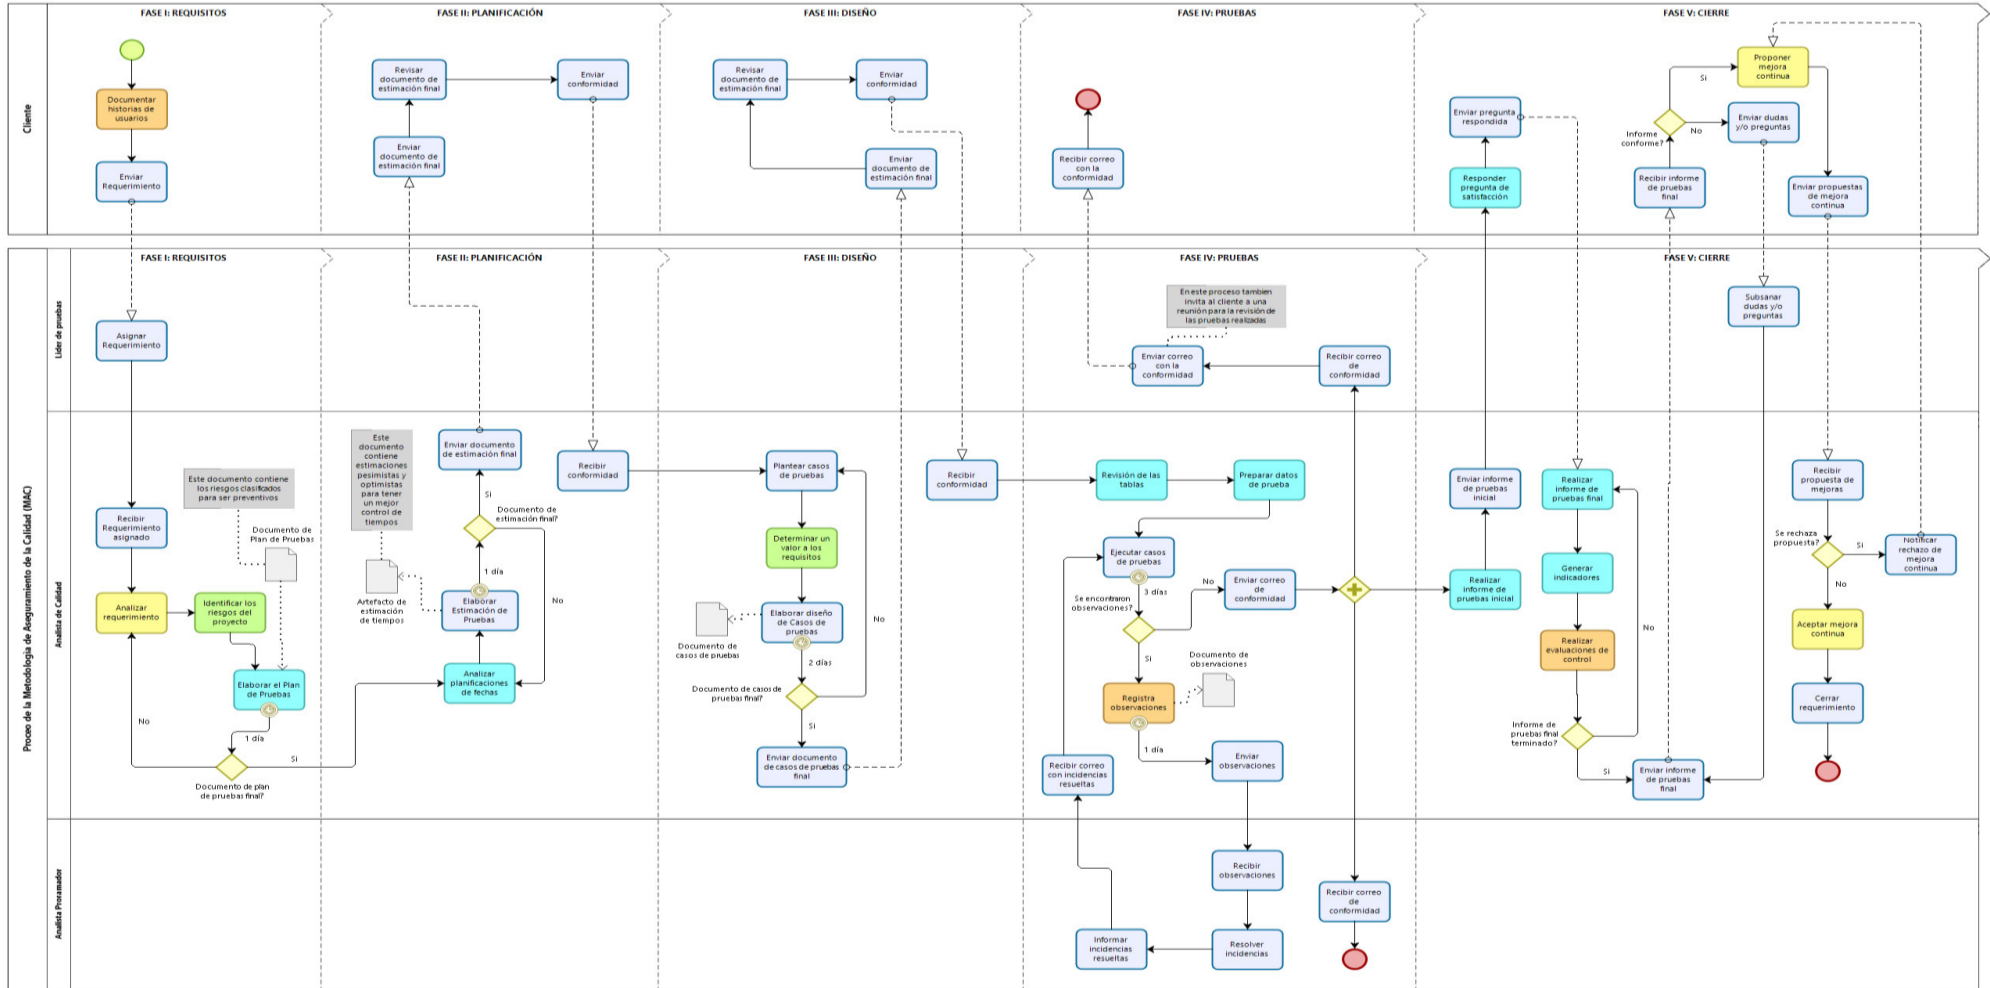 FASE I: REQUISITOS
FASE II: PLANIFICACIÓN
FASE III: DISEÑO
FASE IV: PRUEBAS
FASE V: CIERRE
Cliente
Documentar
historias de
usuarios
Enviar
Requerimiento
Revisar
documento de
estimación final
Enviar
conformidad
Enviar
documento de
estimación final
Revisar
documento de
estimación final
Enviar
conformidad
Enviar
documento de
estimación final
Recibir correo
con la
conformidad
Enviar pregunta
respondida
Responder
pregunta de
satisfacción
Proponer
mejora
continua
Si
Informe
conforme?
No
Enviar dudas
y/o preguntas
Recibir informe
de pruebas
final
Enviar propuestas
de mejora
continua
Proceo de la Metodología de Aseguramiento de la Calidad (MAC)
FASE I: REQUISITOS
FASE II: PLANIFICACIÓN
FASE III: DISEÑO
FASE IV: PRUEBAS
FASE V: CIERRE
Lider de pruebas
Asignar
Requerimiento
En este proceso tambien
invita al cliente a una
reunión para la revisión de
las pruebas realizadas
Enviar correo
con la
conformidad
Recibir correo
de
conformidad
Subsanar
dudas y/o
preguntas
Analista de Calidad
Este documento contiene
los riesgos clasificados
para ser preventivos
Documento de
Plan de Pruebas
Recibir
Requerimiento
asignado
Analizar
requerimiento
Identificar los
riesgos del
proyecto
Elaborar el Plan
de Pruebas
1 día
No
Si
Documento de plan
de pruebas final?
Este
documento
contiene
estimaciones
pesimistas y
optimistas
para tener
un mejor
control de
tiempos
Enviar documento
de estimación final
Si
Documento de
estimación final?
1 día
No
Artefacto de
estimación
de tiempos
Elaborar
Estimación de
Pruebas
Analizar
planificaciones
de fechas
Recibir
conformidad
Plantear casos
de pruebas
Determinar un
valor a los
requisitos
Elaborar diseño
de Casos de
pruebas
Documento de
casos de pruebas
2 días
No
Documento de casos de
pruebas final?
Si
Enviar documento
de casos de pruebas
final
Recibir
conformidad
Revisión de las
tablas
Preparar datos
de prueba
Ejecutar casos
de pruebas
3 días
Se encontraron
observaciones?
No
Enviar correo
de
conformidad
Si
Documento de
observaciones
Registra
observaciones
1 día
Enviar
observaciones
Recibir correo
con incidencias
resueltas
Enviar informe
de pruebas
inicial
Realizar
informe de
pruebas inicial
Realizar
informe de
pruebas final
Generar
indicadores
Realizar
evaluaciones de
control
No
Informe de
pruebas final
terminado?
Si
Enviar informe
de pruebas
final
Recibir
propuesta de
mejoras
Se rechaza
propuesta?
Si
Notificar
rechazo de
mejora
continua
No
Aceptar mejora
continua
Cerrar
requerimiento
Analista Proramador
Recibir
observaciones
Resolver
incidencias
Informar
incidencias
resueltas
Recibir correo
de
conformidad